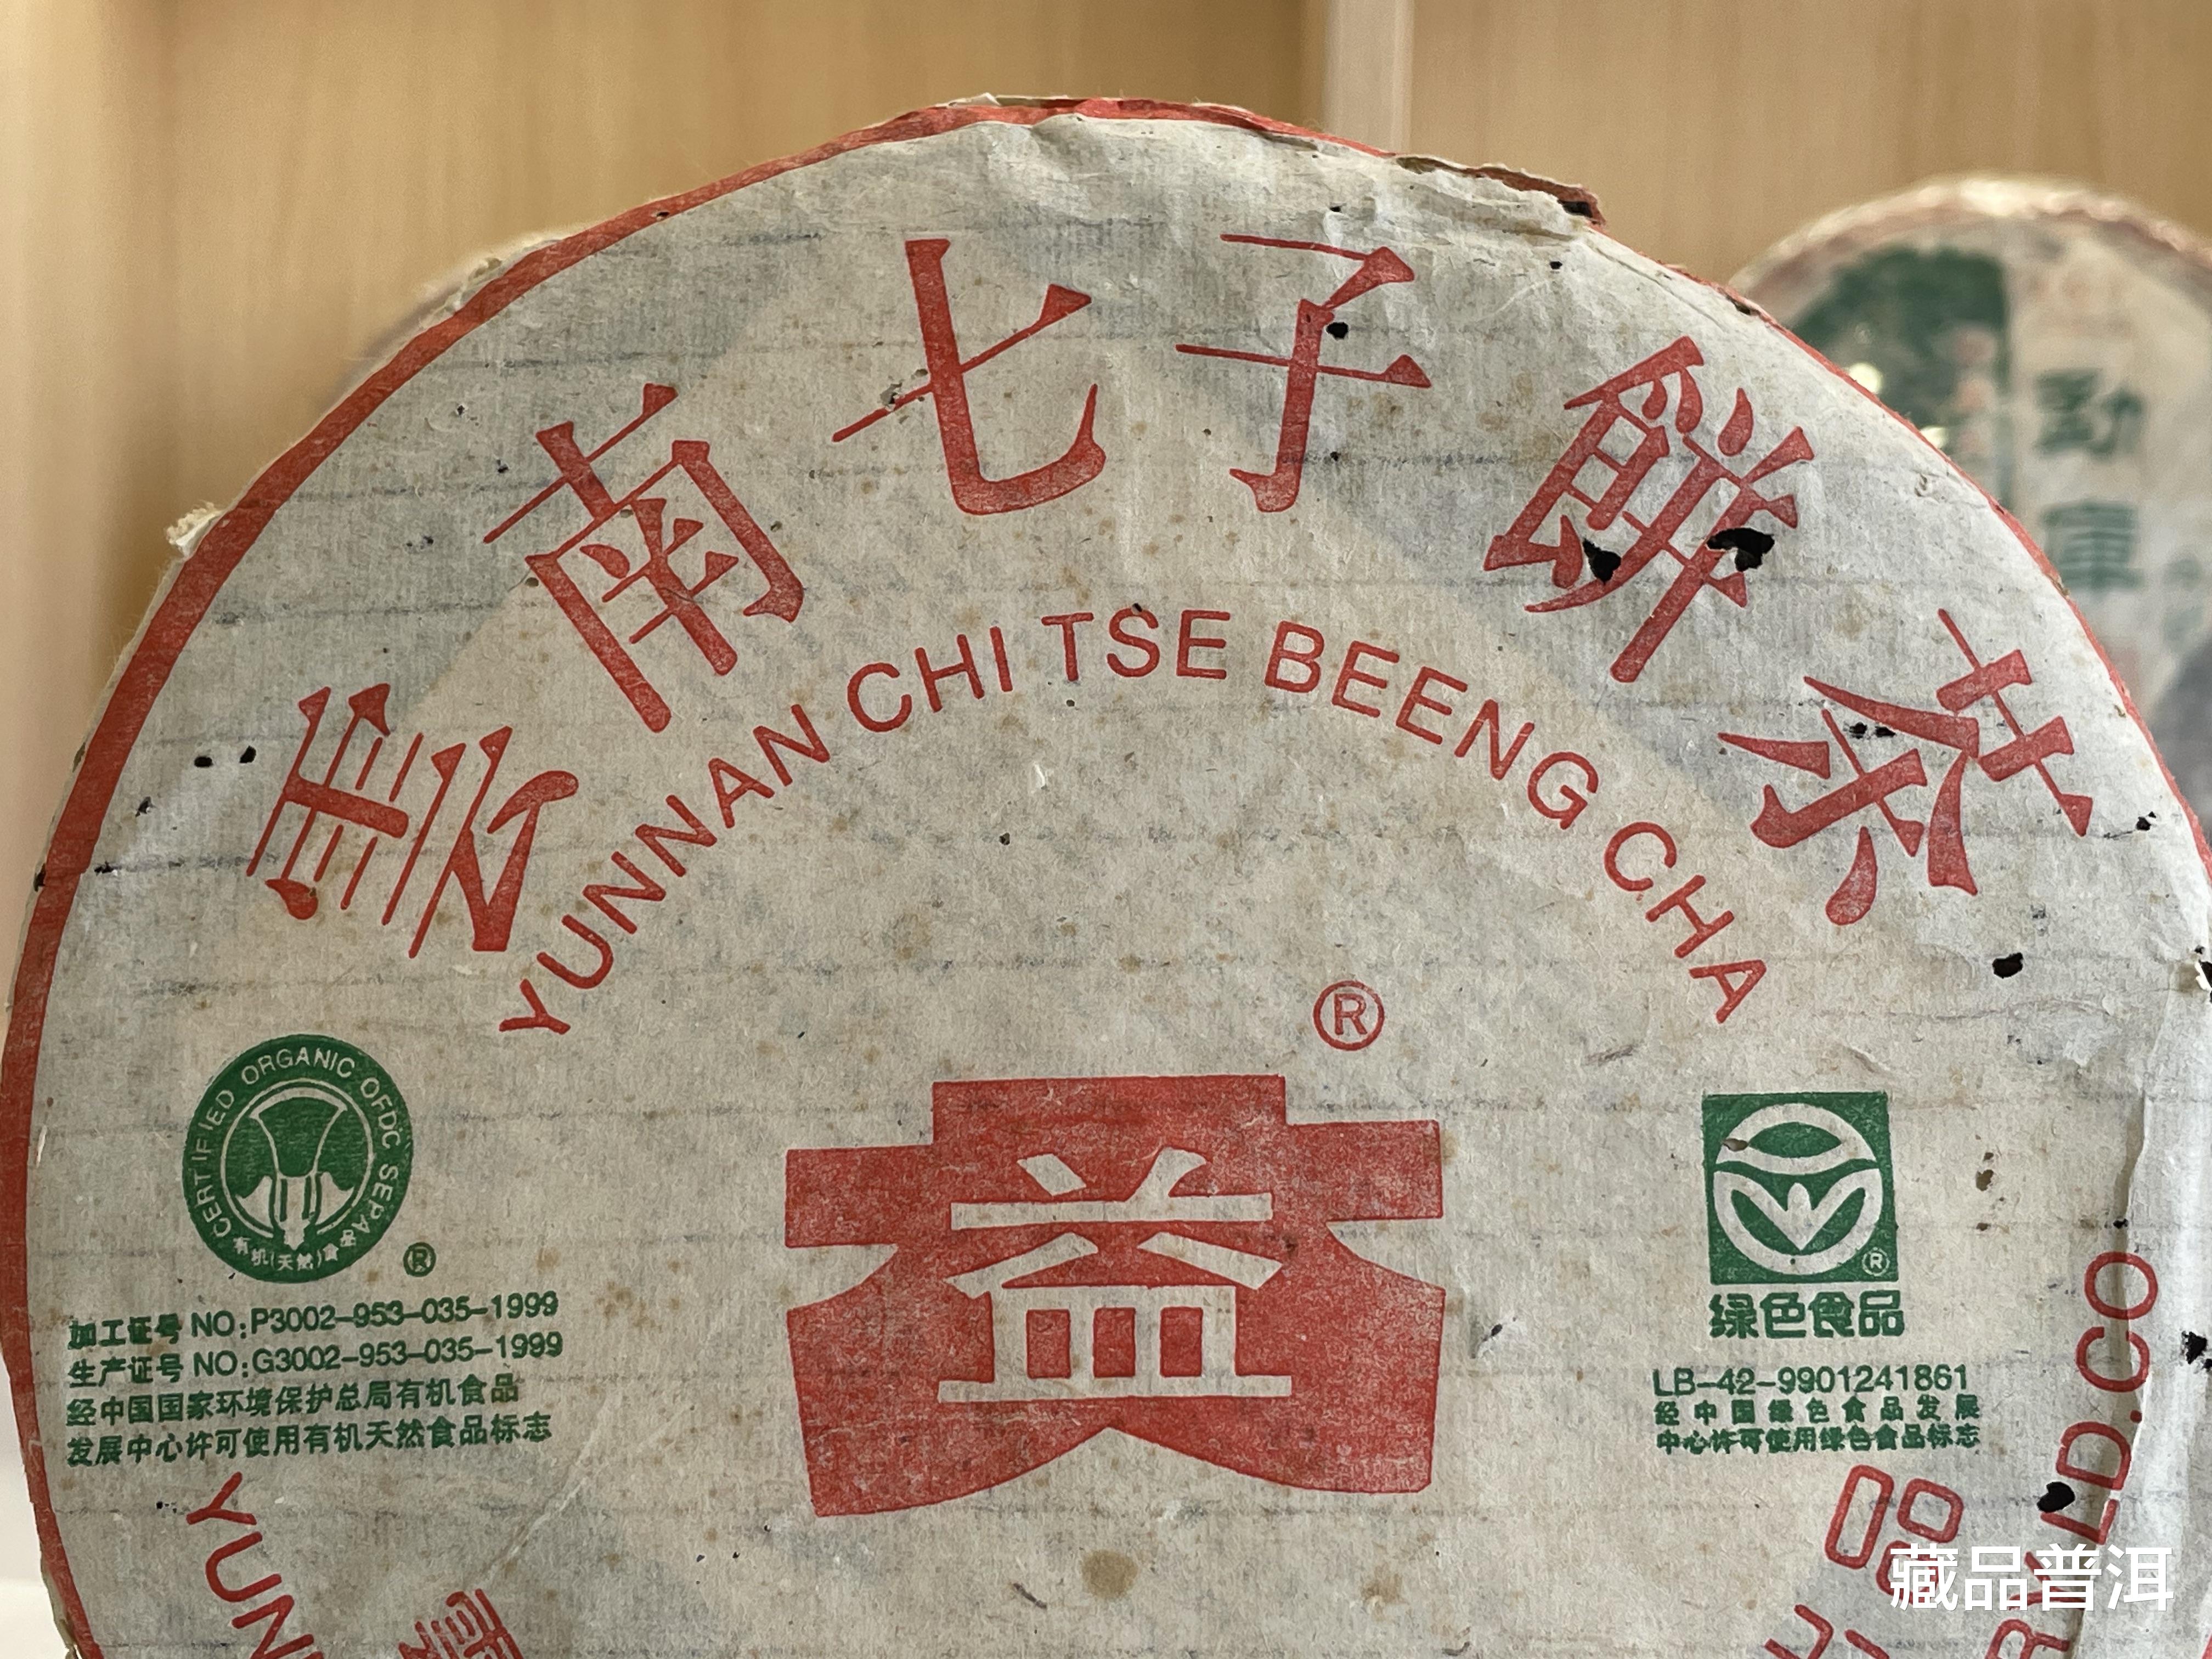 雲南七子餅茶
YUNNAN CHI TSE BEENG CHA
®
益
CERTIFIED ORGANIC OFDC SEPA
有机(天然)食品
®
加工证号 NO:P3002-953-035-1999
生产证号 NO:G3002-953-035-1999
经中国国家环境保护总局有机食品
发展中心许可使用有机天然食品标志
®
绿色食品
LB-42-9901241861
经中国绿色食品发展
中心许可使用绿色食品标志
YUNN
品
LD.CO
藏品普洱